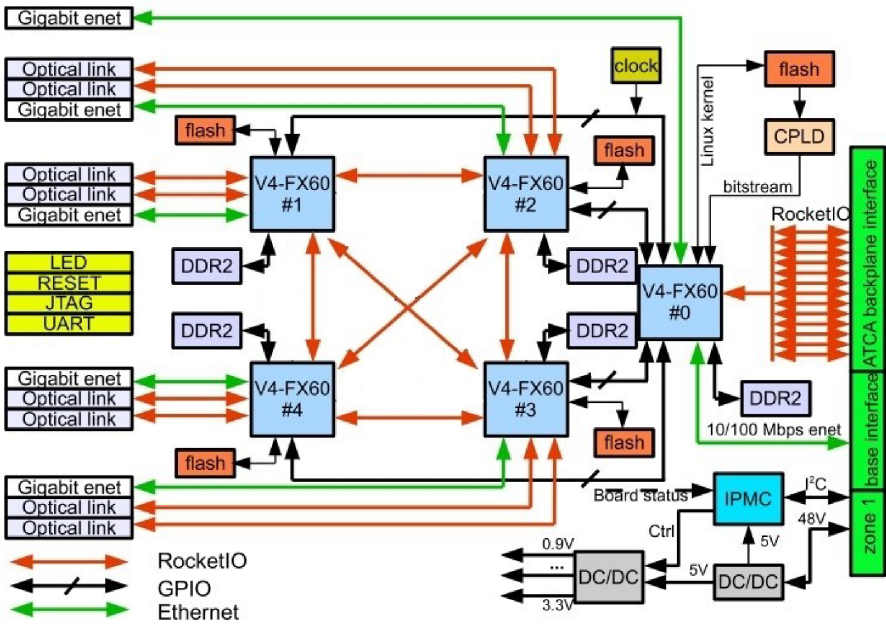 Gigabit enet
Optical link
Optical link
Gigabit enet
clock
flash
Linux kernel
CPLD
bitstream
flash
flash
Optical link
Optical link
Gigabit enet
V4-FX60
#1
V4-FX60
#2
RocketIO
ATCA backplane interface
DDR2
DDR2
LED
RESET
JTAG
UART
V4-FX60
#0
DDR2
DDR2
Gigabit enet
Optical link
Optical link
V4-FX60
#4
V4-FX60
#3
DDR2
10/100 Mbps enet
base interface
flash
flash
Gigabit enet
Optical link
Optical link
Board status
IPMC
I²C
zone 1
48V
Ctrl
5V
0.9V
...
3.3V
DC/DC
5V
DC/DC
RocketIO
GPIO
Ethernet